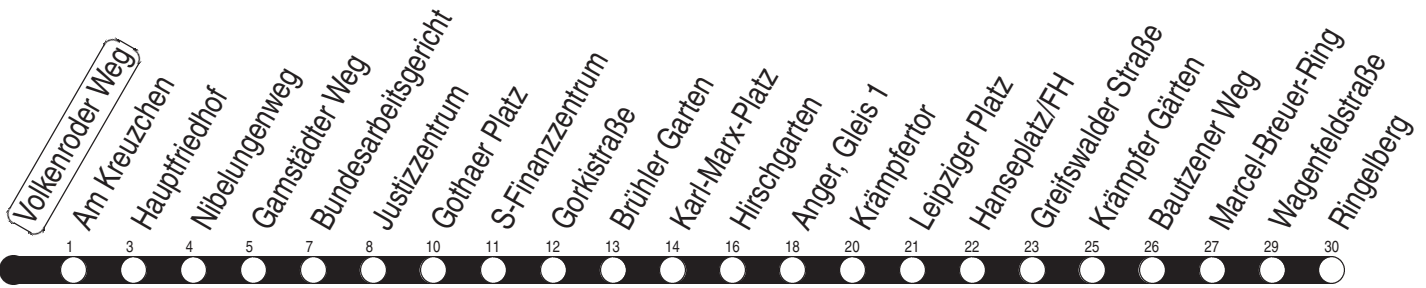 Volkenroder Weg
Am Kreuzchen
Hauptfriedhof
Nibelungenweg
Gamstädter Weg
Bundesarbeitsgericht
Justizzentrum
Gothaer Platz
S-Finanzzentrum
Gorkistraße
Brühler Garten
Karl-Marx-Platz
Hirschgarten
Anger, Gleis 1
Krämpfertor
Leipziger Platz
Hanseplatz/FH
Greifswalder Straße
Krämpfer Gärten
Bautzener Weg
Marcel-Breuer-Ring
Wagenfeldstraße
Ringelberg
1 3 4 5 7 8 10 11 12 13 14 16 18 20 21 22 23 25 26 27 29 30